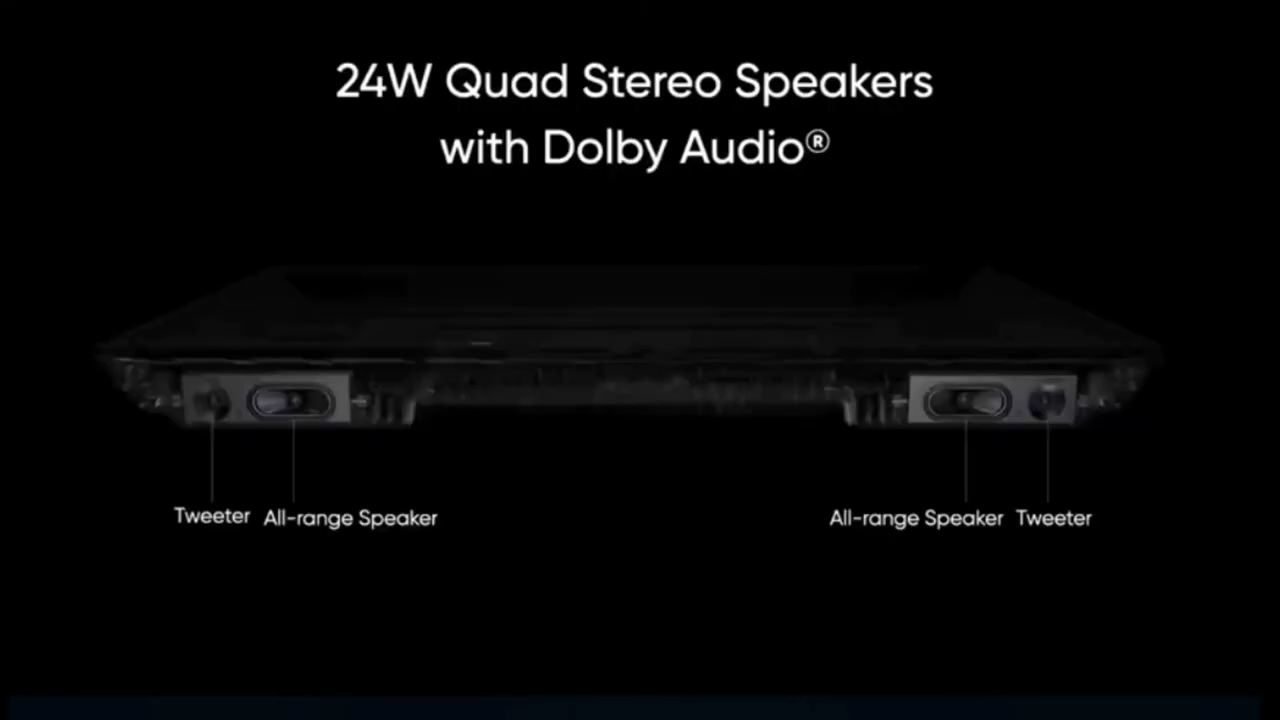 24W Quad Stereo Speakers
with Dolby Audio®
Tweeter All-range Speaker
All-range Speaker Tweeter